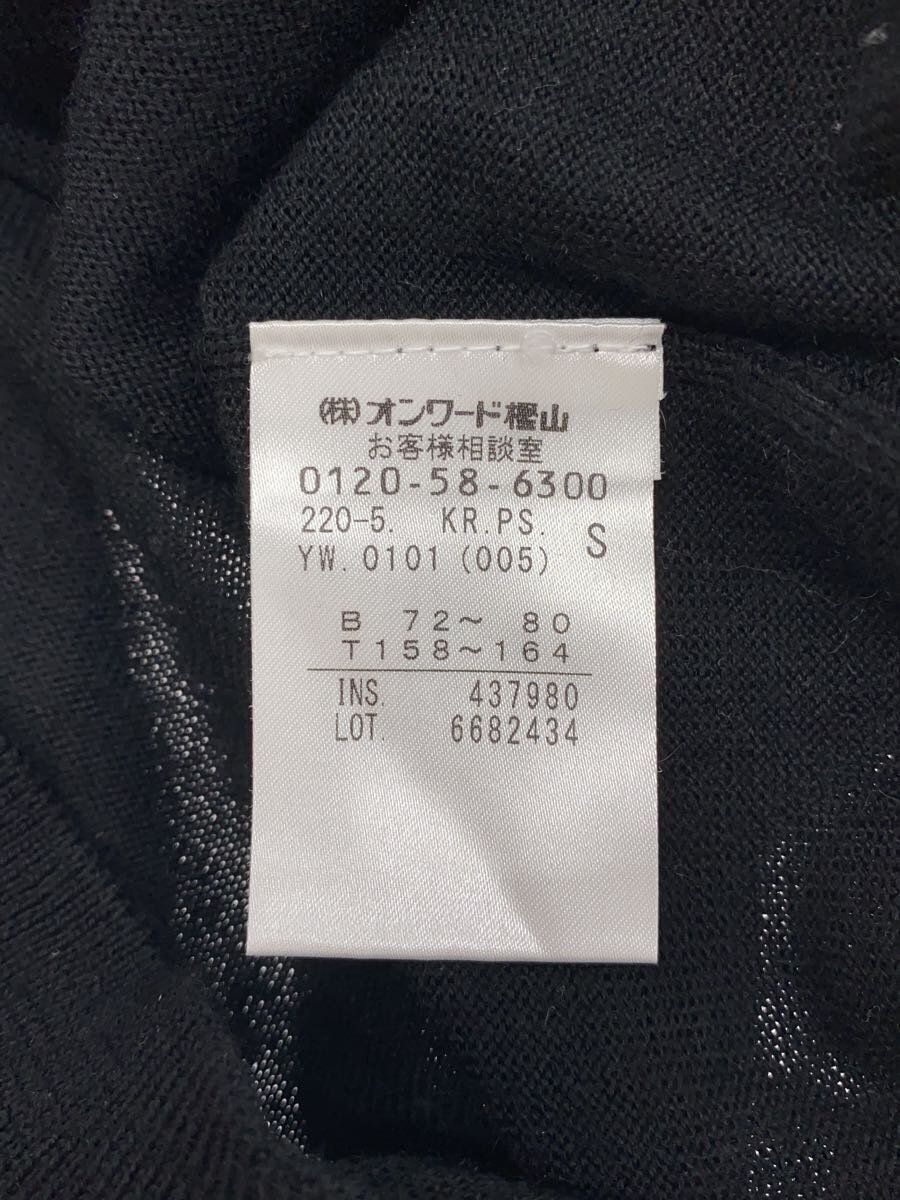 ㈱オンワード樫山
お客様相談室
0120-58-6300
220-5. KR.PS. S
YW.0101(005)
B 72～ 80
T158～164
INS. 437980
LOT. 6682434